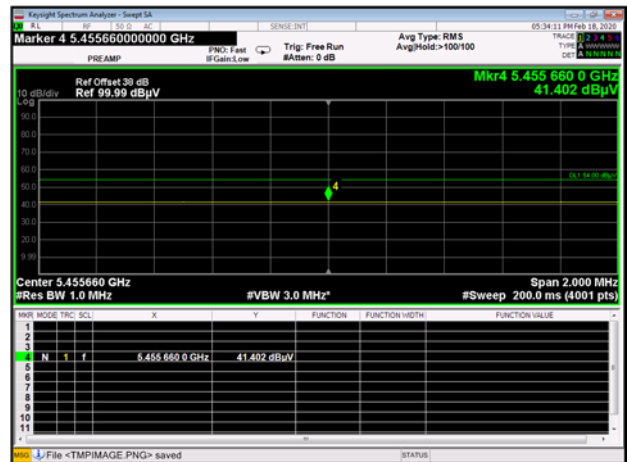 Keysight Spectrum Analyzer - Swept SA
RL RF 50 Ω AC SENSE:INT 05:34:11 PM Feb 18, 2020
Marker 4 5.455660000000 GHz
PREAMP
PNO: Fast
IFGain:Low
Trig: Free Run
#Atten: 0 dB
Avg Type: RMS
Avg|Hold:>100/100
TRACE 1 2 3 4 5 6
TYPE A WWWWW
DET A NNNNN
Ref Offset 38 dB
10 dB/div Ref 99.99 dBµV
Mkr4 5.455 660 0 GHz
41.402 dBµV
Log
90.0
80.0
70.0
60.0
DL1 54.00 dBµV
50.0
4
40.0
30.0
20.0
9.99
Center 5.455660 GHz Span 2.000 MHz
#Res BW 1.0 MHz #VBW 3.0 MHz* #Sweep 200.0 ms (4001 pts)
MKR MODE TRC SCL X Y FUNCTION FUNCTION WIDTH FUNCTION VALUE
1
2
3
4 N 1 f 5.455 660 0 GHz 41.402 dBµV
5
6
7
8
9
10
11
MSG File <TMPIMAGE.PNG> saved STATUS